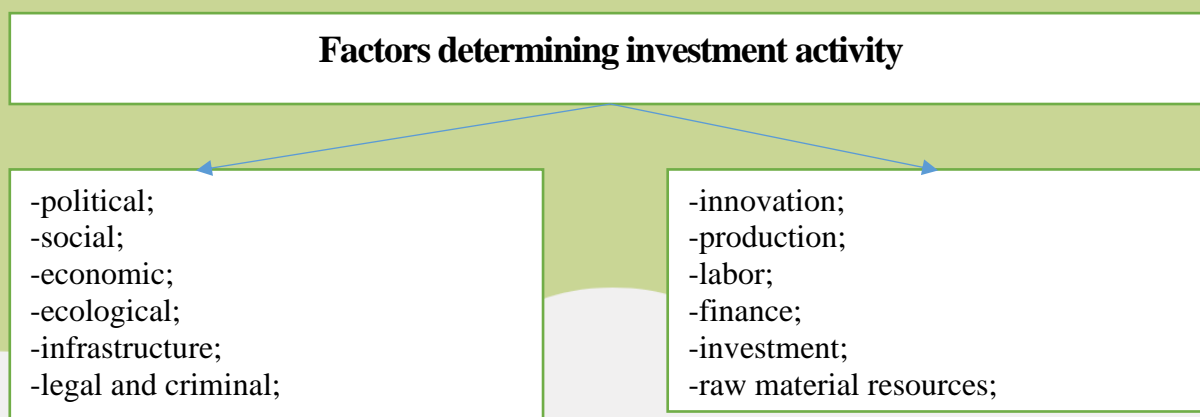 Factors determining investment activity
-political;
-social;
-economic;
-ecological;
-infrastructure;
-legal and criminal;
-innovation;
-production;
-labor;
-finance;
-investment;
-raw material resources;